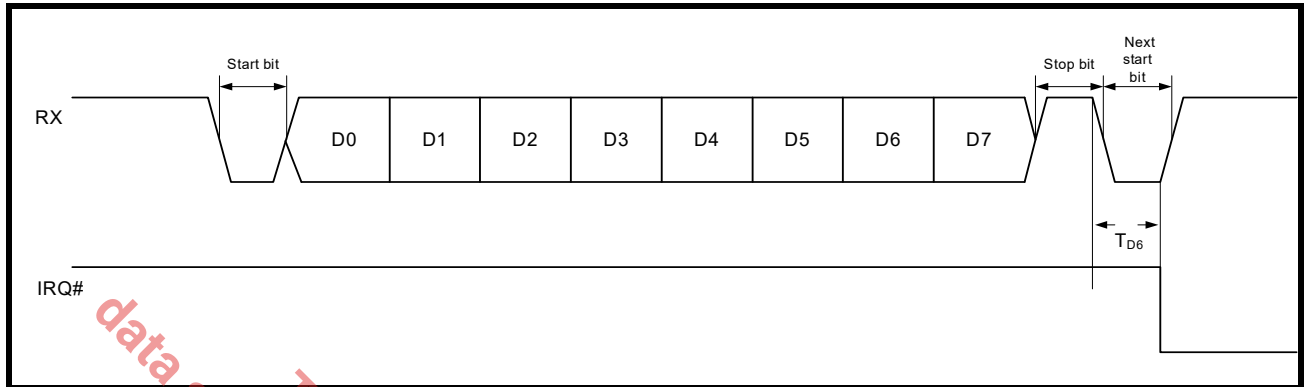 Start bit
Stop bit
Next
start
bit
RX
D0 D1 D2 D3 D4 D5 D6 D7
TD6
IRQ#
data